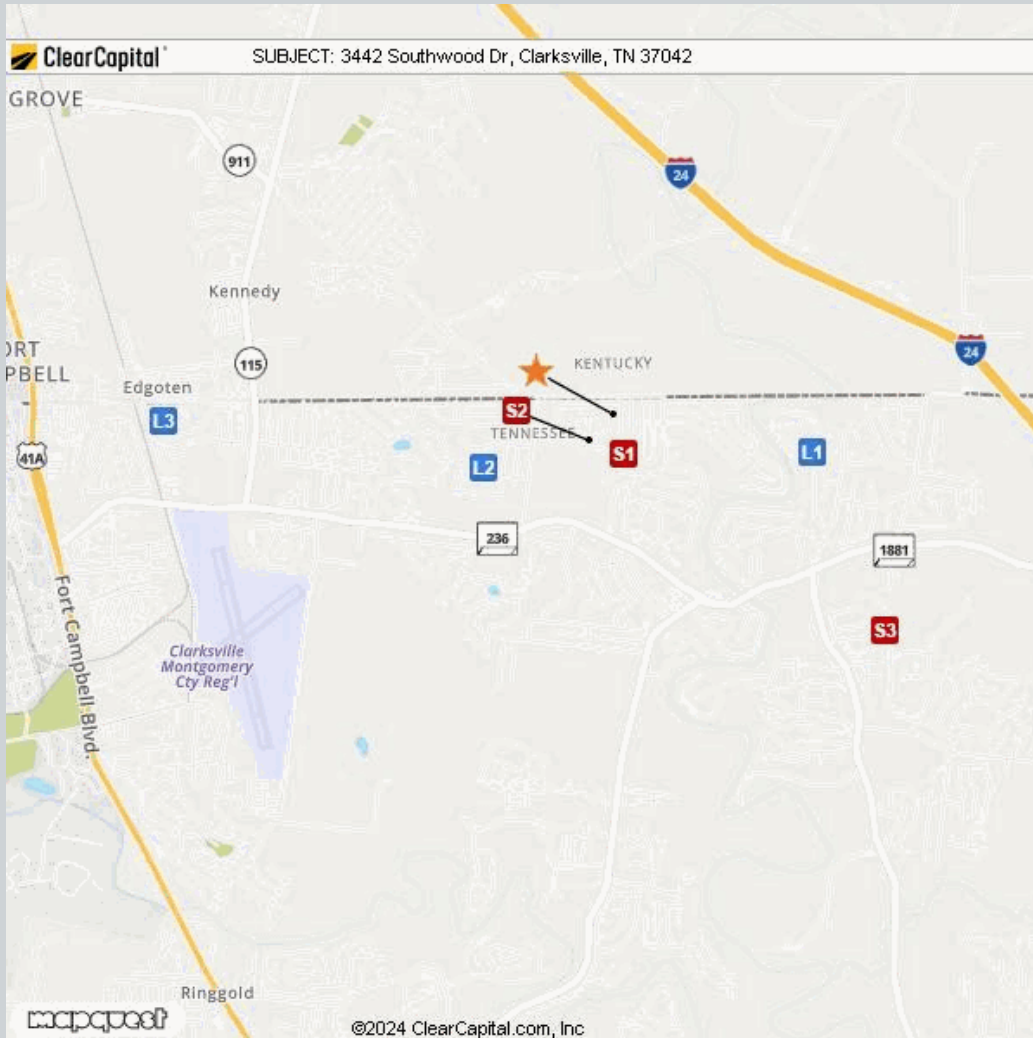 ClearCapital
SUBJECT: 3442 Southwood Dr, Clarksville, TN 37042
GROVE
911
24
Kennedy
ORT
PBELL
115
KENTUCKY
24
Edgoten
L3
S2
TENNESSEE
41A
L2
S1
L1
236
1881
Fort Campbell Blvd.
S3
Clarksville
Montgomery
Cty Reg'l
Ringgold
mapquest
©2024 ClearCapital.com, Inc